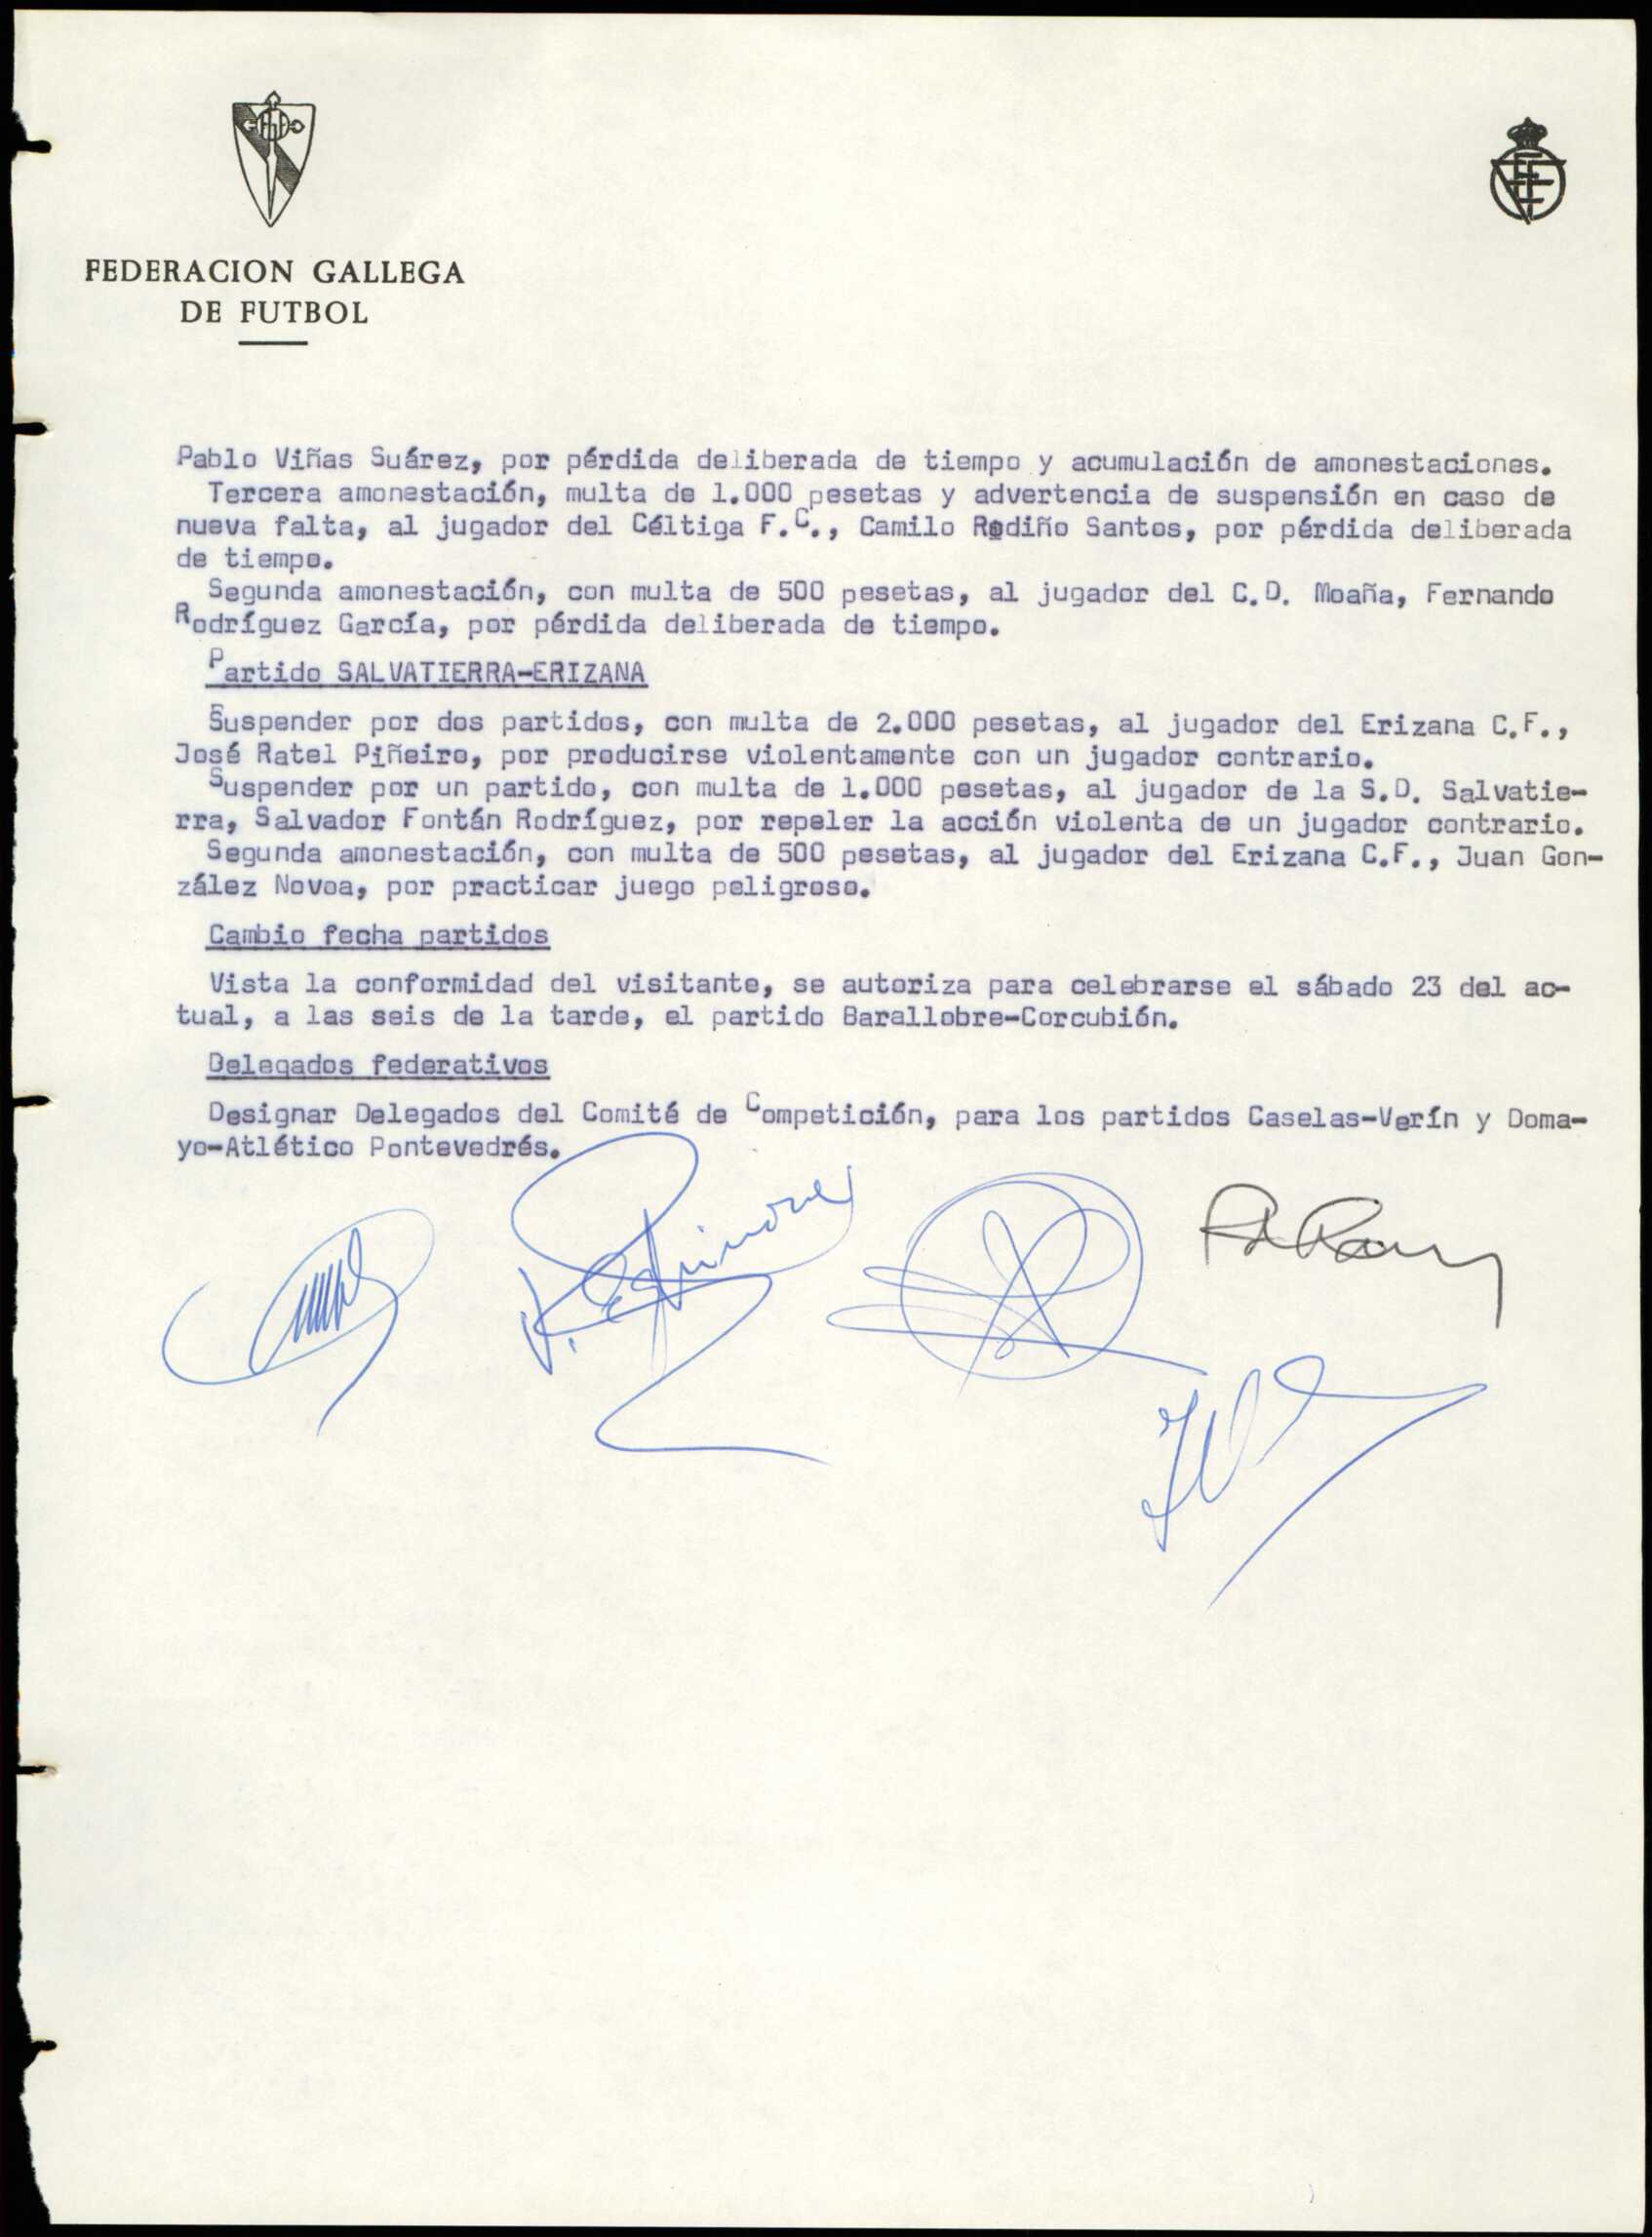 FEDERACION GALLEGA
DE FUTBOL
Pablo Viñas Suárez, por pérdida deliberada de tiempo y acumulación de amonestaciones.
Tercera amonestación, multa de 1.000 pesetas y advertencia de suspensión en caso de
nueva falta, al jugador del Céltiga F.C., Camilo Rodiño Santos, por pérdida deliberada
de tiempo.
Segunda amonestación, con multa de 500 pesetas, al jugador del C.D. Moaña, Fernando
Rodríguez García, por pérdida deliberada de tiempo.
Partido SALVATIERRA-ERIZANA
Suspender por dos partidos, con multa de 2.000 pesetas, al jugador del Erizana C.F.,
José Ratel Piñeiro, por producirse violentamente con un jugador contrario.
Suspender por un partido, con multa de 1.000 pesetas, al jugador de la S.D. Salvatie-
rra, Salvador Fontán Rodríguez, por repeler la acción violenta de un jugador contrario.
Segunda amonestación, con multa de 500 pesetas, al jugador del Erizana C.F., Juan Gon-
zález Novoa, por practicar juego peligroso.
Cambio fecha partidos
Vista la conformidad del visitante, se autoriza para celebrarse el sábado 23 del ac-
tual, a las seis de la tarde, el partido Barallobre-Corcubión.
Delegados federativos
Designar Delegados del Comité de Competición, para los partidos Caselas-Verín y Doma-
yo-Atlético Pontevedrés.